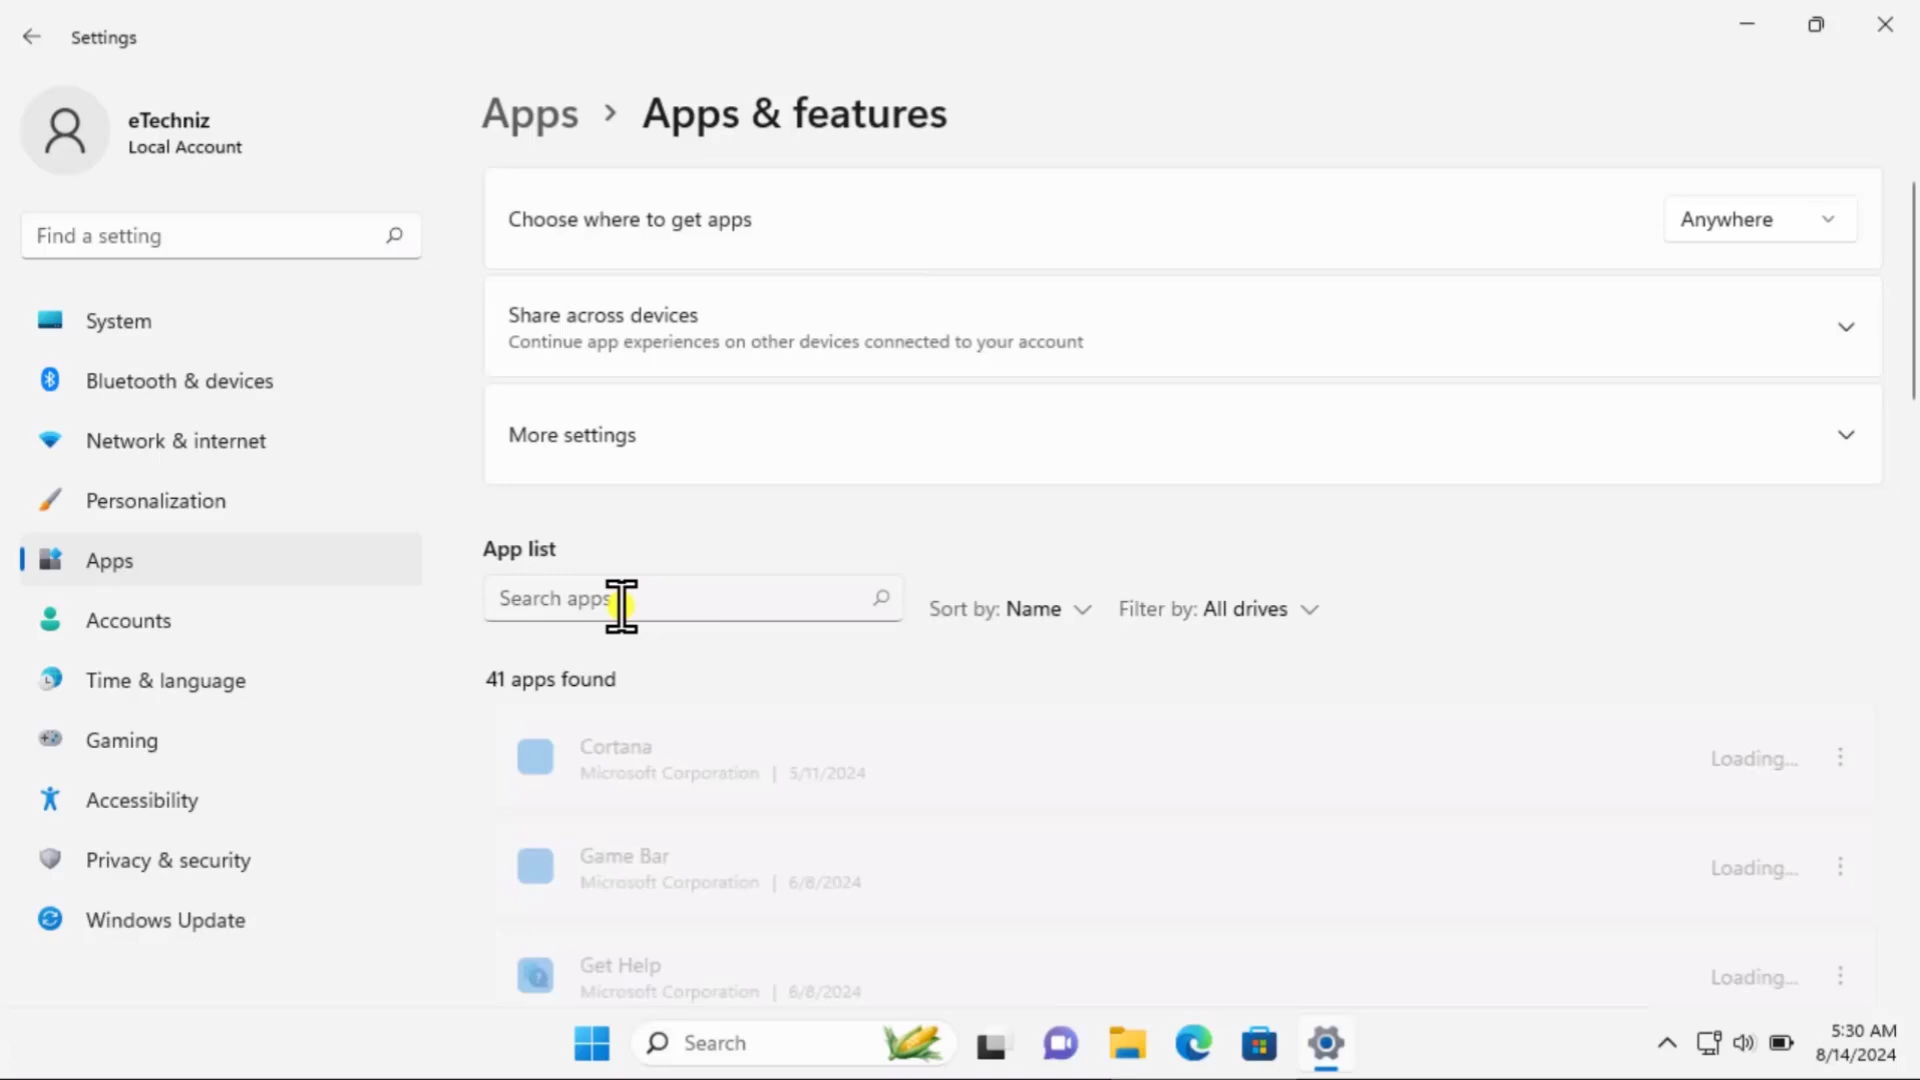 Settings
eTechniz
Local Account
Find a setting
System
Bluetooth & devices
Network & internet
Personalization
Apps
Accounts
Time & language
Gaming
Accessibility
Privacy & security
Windows Update
Apps > Apps & features
Choose where to get apps
Anywhere
Share across devices
Continue app experiences on other devices connected to your account
More settings
App list
Search apps
Sort by: Name
Filter by: All drives
41 apps found
Cortana
Microsoft Corporation | 5/11/2024
Loading...
Game Bar
Microsoft Corporation | 6/8/2024
Loading...
Get Help
Microsoft Corporation | 6/8/2024
Loading...
Search
5:30 AM
8/14/2024